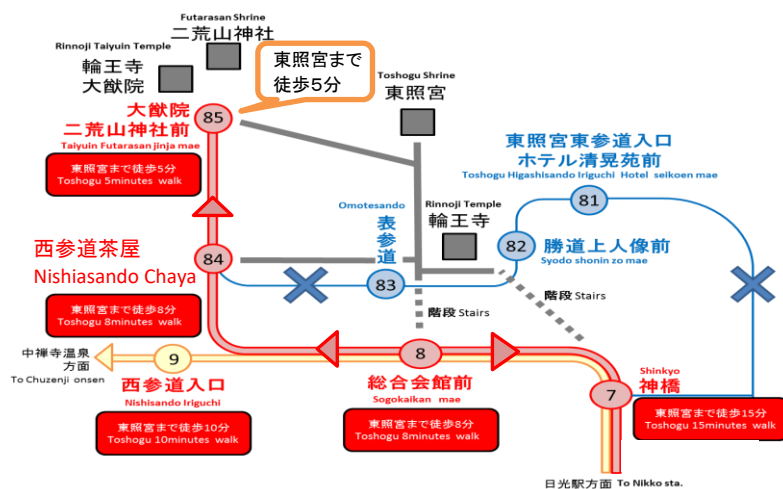 Futarasan Shrine
二荒山神社
Rinnoji Taiyuin Temple
輪王寺
大猷院
東照宮まで
徒歩5分
Toshogu Shrine
東照宮
大猷院
二荒山神社前
Taiyuin Futarasan jinja mae
85
東照宮まで徒歩5分
Toshogu 5minutes walk
東照宮東参道入口
ホテル清晃苑前
Toshogu Higashisando Iriguchi Hotel seikoen mae
81
Omotesando
表参道
83
Rinnoji Temple
輪王寺
82
勝道上人像前
Syodo shonin zo mae
西参道茶屋
Nishiasando Chaya
84
東照宮まで徒歩8分
Toshogu 8minutes walk
階段 Stairs
階段 Stairs
中禅寺温泉
方面
To Chuzenji onsen
9
西参道入口
Nishisando Iriguchi
東照宮まで徒歩10分
Toshogu 10minutes walk
8
総合会館前
Sogokaikan mae
東照宮まで徒歩8分
Toshogu 8minutes walk
7
Shinkyo
神橋
東照宮まで徒歩15分
Toshogu 15minutes walk
日光駅方面 To Nikko sta.